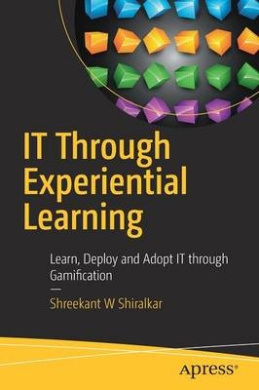 IT Through
Experiential
Learning
Learn, Deploy and Adopt IT through
Gamification
—
Shreekant W Shiralkar
Apress®